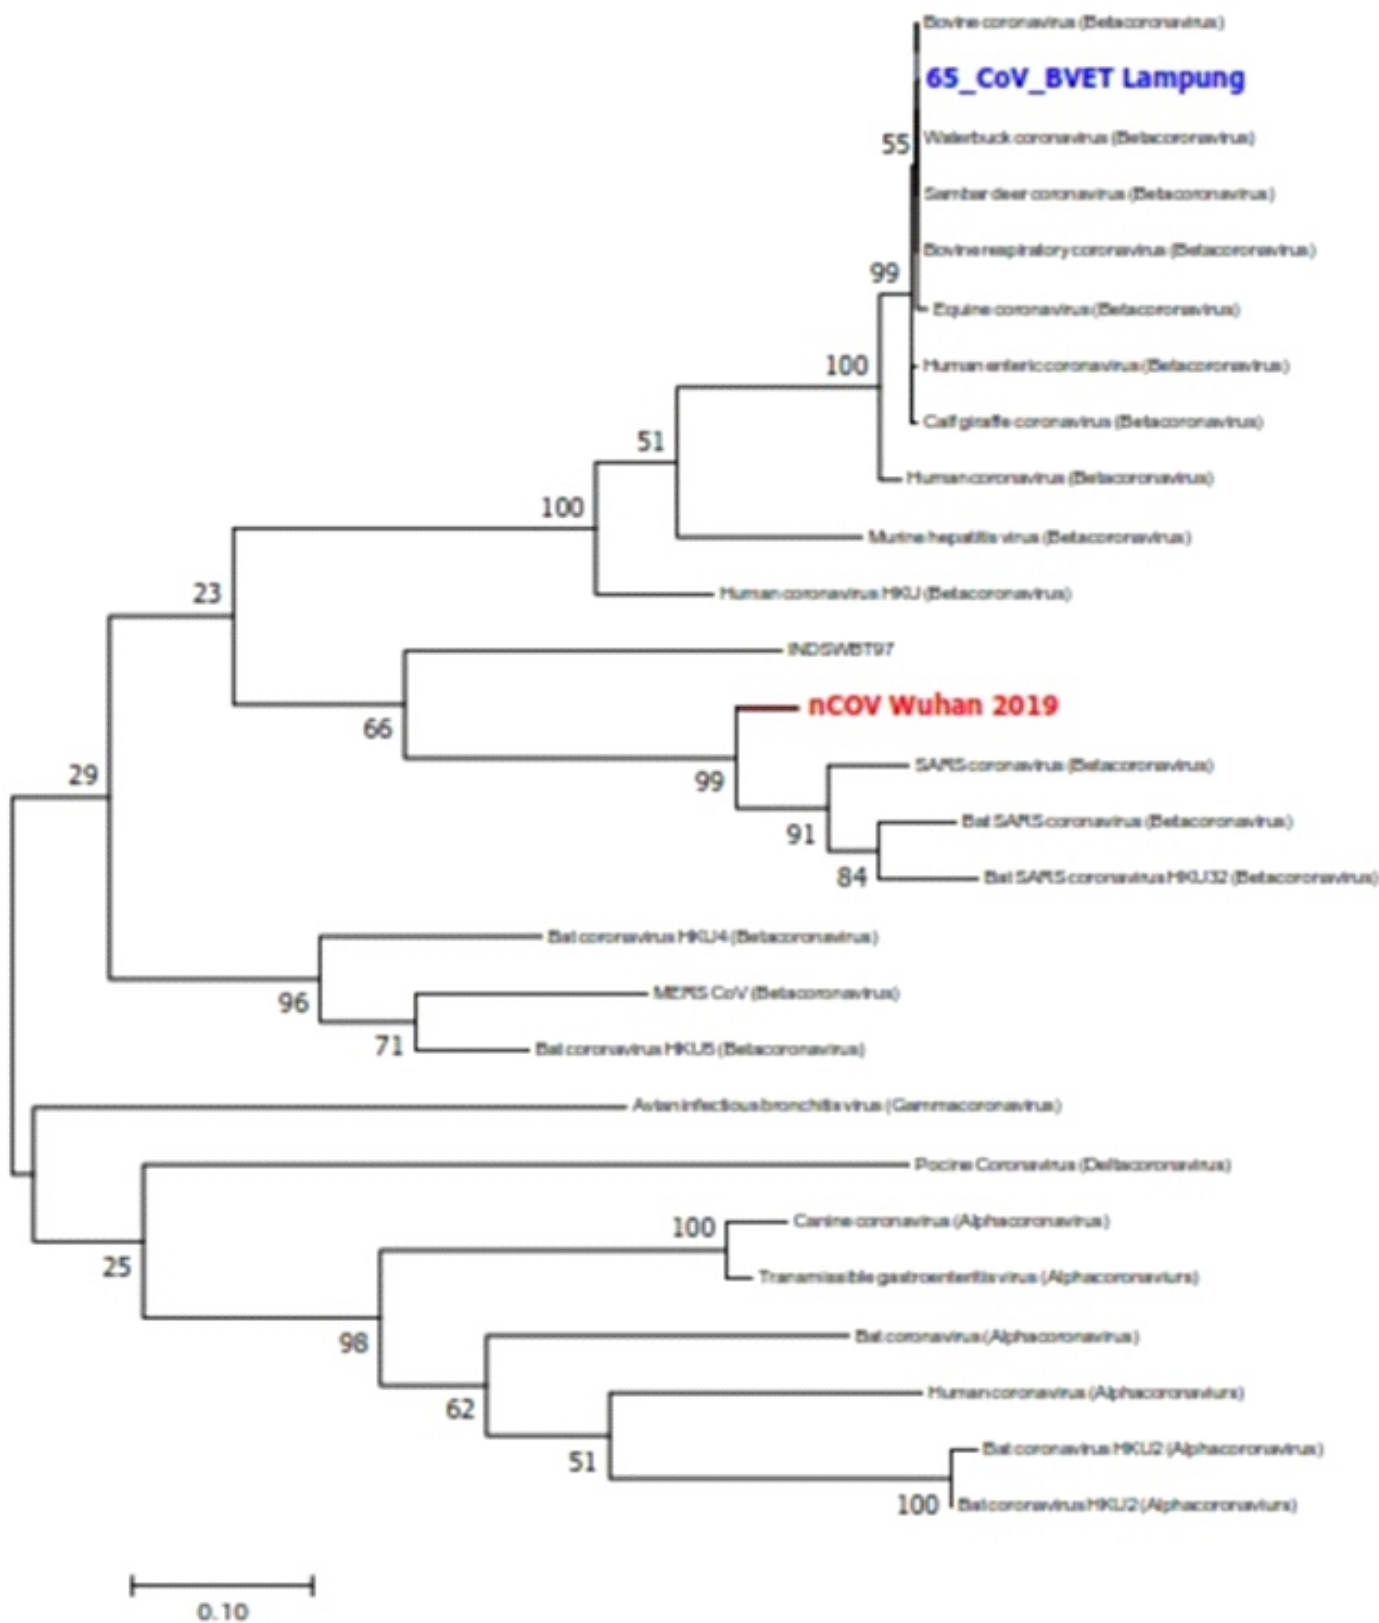 Bovine coronavirus (Betacoronavirus)
65_CoV_BVET Lampung
55
Waterbuck coronavirus (Betacoronavirus)
Sambar deer coronavirus (Betacoronavirus)
Bovine respiratory coronavirus (Betacoronavirus)
99
Equine coronavirus (Betacoronavirus)
100
Human enteric coronavirus (Betacoronavirus)
Calf giraffe coronavirus (Betacoronavirus)
51
Human coronavirus (Betacoronavirus)
100
Murine hepatitis virus (Betacoronavirus)
23
Human coronavirus HKU (Betacoronavirus)
INDSWBT97
66
nCOV Wuhan 2019
29
99
SARS coronavirus (Betacoronavirus)
91
Bat SARS coronavirus (Betacoronavirus)
84
Bat SARS coronavirus HKU32 (Betacoronavirus)
Bat coronavirus HKU4 (Betacoronavirus)
96
MERS CoV (Betacoronavirus)
71
Bat coronavirus HKU5 (Betacoronavirus)
Avian infectious bronchitis virus (Gammacoronavirus)
Pocine Coronavirus (Deltacoronavirus)
25
100
Canine coronavirus (Alphacoronavirus)
Transmissible gastroenteritis virus (Alphacoronaviurs)
98
Bat coronavirus (Alphacoronavirus)
62
Human coronavirus (Alphacoronaviurs)
51
Bat coronavirus HKU2 (Alphacoronavirus)
100
Bat coronavirus HKU2 (Alphacoronaviurs)
0.10